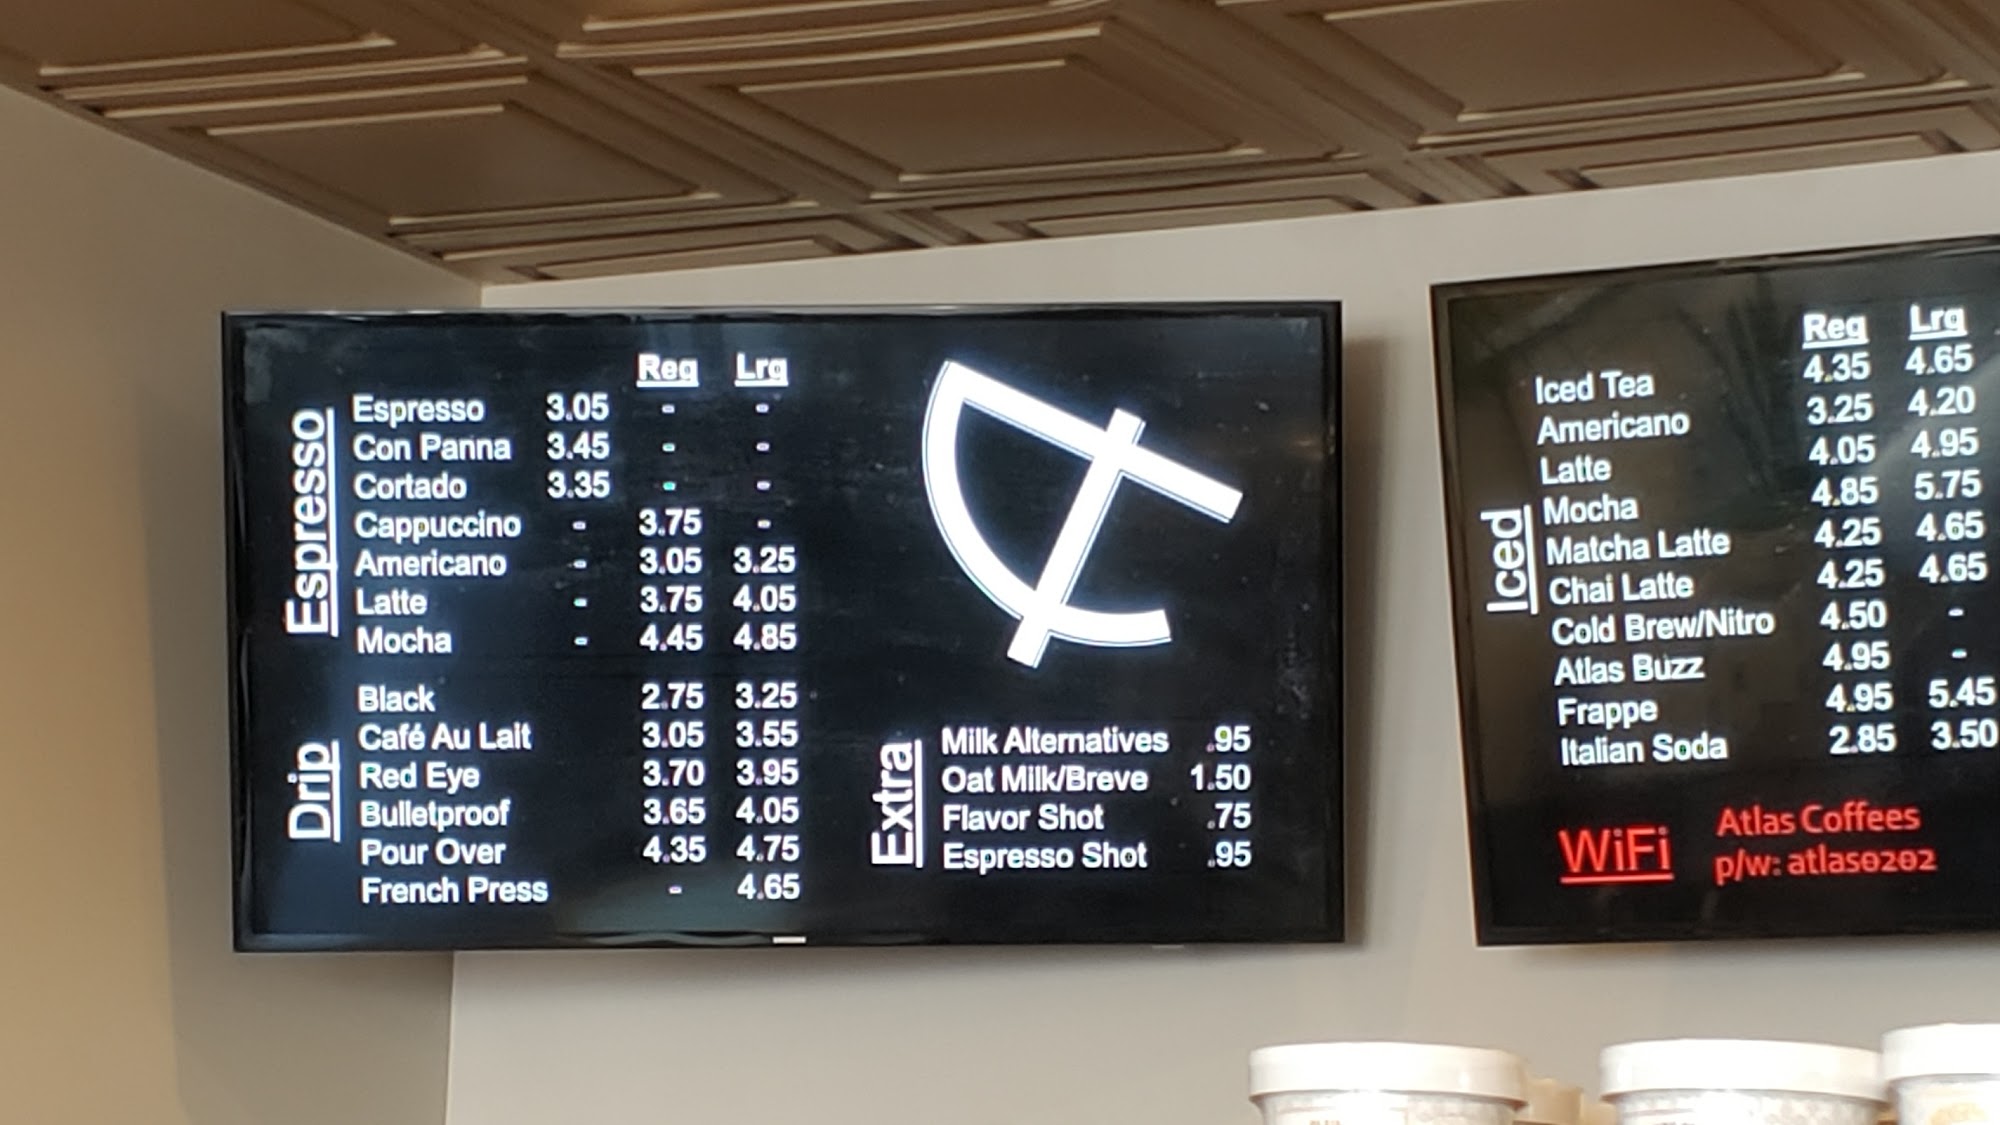 Reg Lrg
Espresso
Espresso 3.05 - -
Con Panna 3.45 - -
Cortado 3.35 - -
Cappuccino - 3.75 -
Americano - 3.05 3.25
Latte - 3.75 4.05
Mocha - 4.45 4.85
Drip
Black 2.75 3.25
Café Au Lait 3.05 3.55
Red Eye 3.70 3.95
Bulletproof 3.65 4.05
Pour Over 4.35 4.75
French Press - 4.65
Extra
Milk Alternatives .95
Oat Milk/Breve 1.50
Flavor Shot .75
Espresso Shot .95
Reg Lrg
Iced
Iced Tea 4.35 4.65
Americano 3.25 4.20
Latte 4.05 4.95
Mocha 4.85 5.75
Matcha Latte 4.25 4.65
Chai Latte 4.25 4.65
Cold Brew/Nitro 4.50 -
Atlas Buzz 4.95 -
Frappe 4.95 5.45
Italian Soda 2.85 3.50
WiFi
Atlas Coffees
p/w: atlas0202